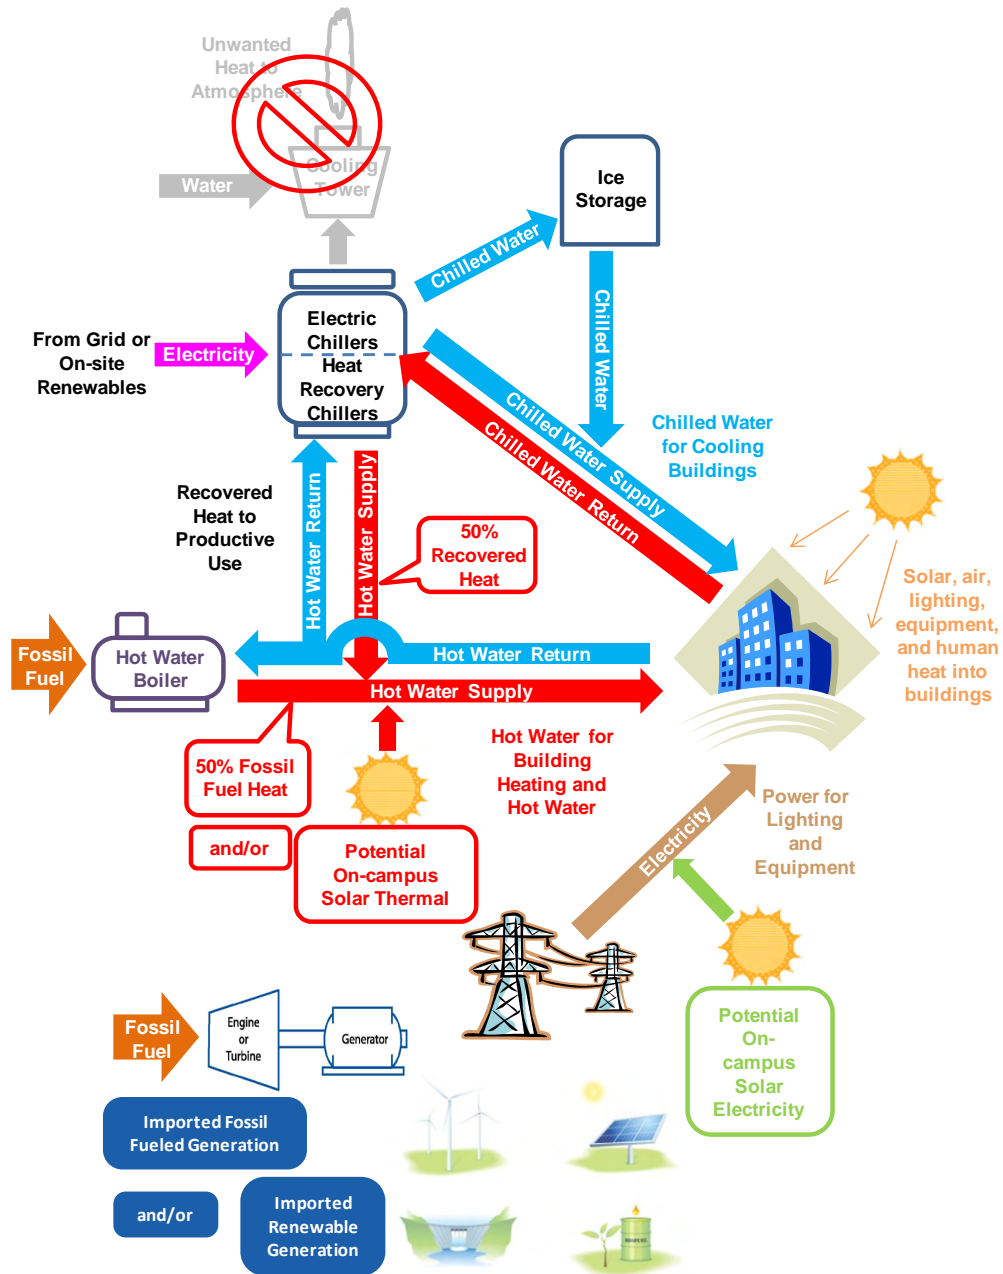 Unwanted
Heat to
Atmosphere
Cooling
Tower
Water
Ice
Storage
Chilled Water
Chilled Water
Electric
Chillers
Heat
Recovery
Chillers
From Grid or
On-site
Renewables
Electricity
Chilled Water Supply
Chilled Water Return
Chilled Water
for Cooling
Buildings
Recovered
Heat to
Productive
Use
Hot Water Return
Hot Water Supply
50%
Recovered
Heat
Solar, air,
lighting,
equipment,
and human
heat into
buildings
Fossil
Fuel
Hot Water
Boiler
Hot Water Return
Hot Water Supply
50% Fossil
Fuel Heat
and/or
Potential
On-campus
Solar Thermal
Hot Water for
Building
Heating and
Hot Water
Electricity
Power for
Lighting
and
Equipment
Potential
On-
campus
Solar
Electricity
Fossil
Fuel
Engine
or
Turbine
Generator
Imported Fossil
Fueled Generation
and/or
Imported
Renewable
Generation
BIOFUEL